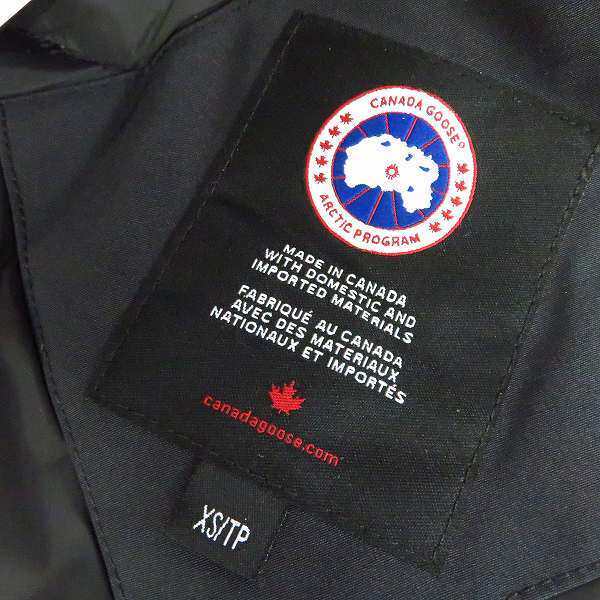 CANADA GOOSE®
ARCTIC PROGRAM
MADE IN CANADA
WITH DOMESTIC AND
IMPORTED MATERIALS
FABRIQUÉ AU CANADA
AVEC DES MATERIAUX
NATIONAUX ET IMPORTÉS
canadagoose.com
XS/TP